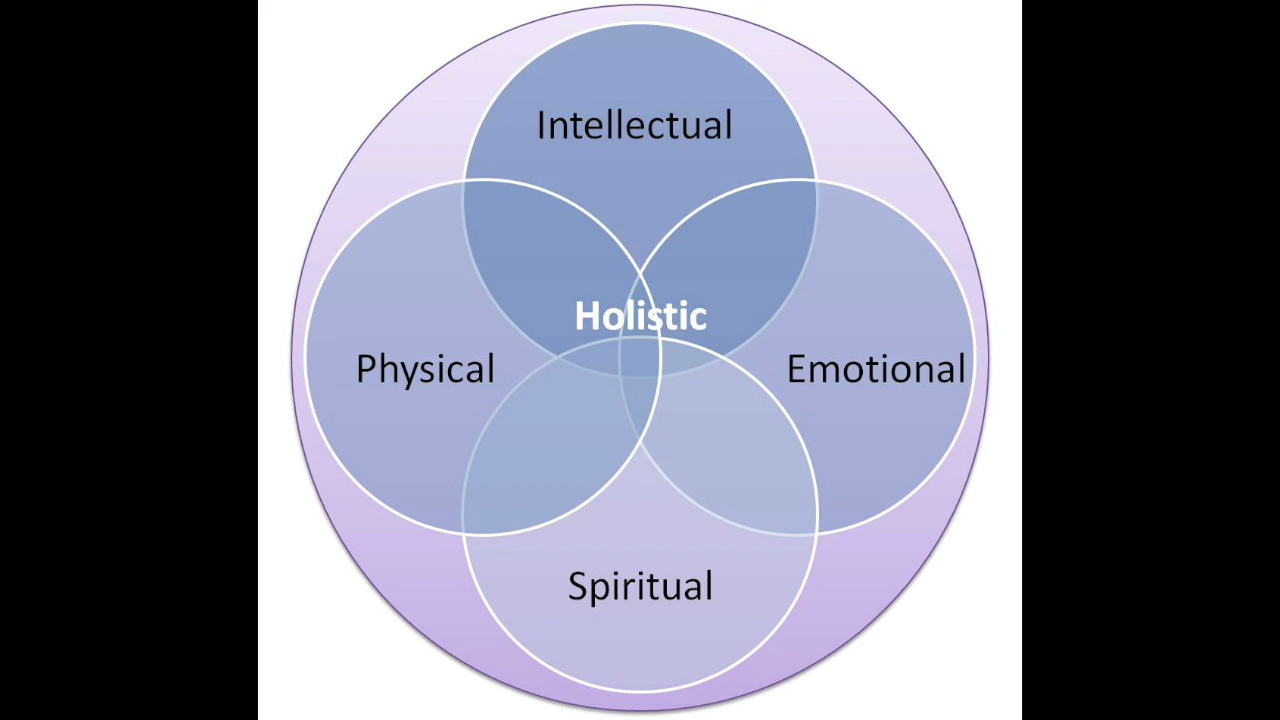 Intellectual
Holistic
Physical
Emotional
Spiritual